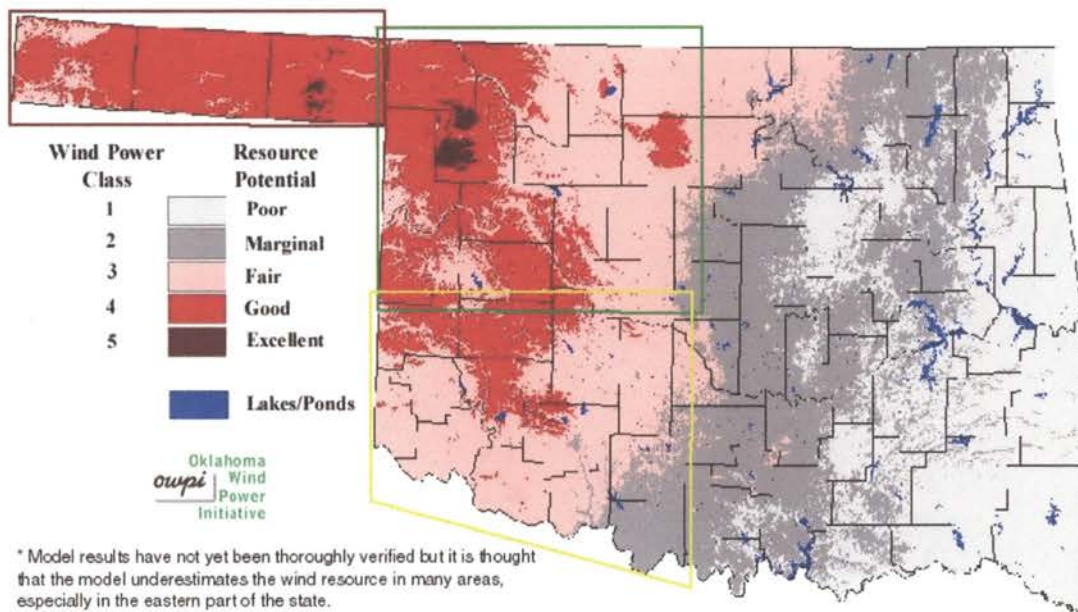 Wind Power Resource
Class Potential
1 Poor
2 Marginal
3 Fair
4 Good
5 Excellent
Lakes/Ponds
Oklahoma
owpi Wind
Power
Initiative
* Model results have not yet been thoroughly verified but it is thought
that the model underestimates the wind resource in many areas,
especially in the eastern part of the state.